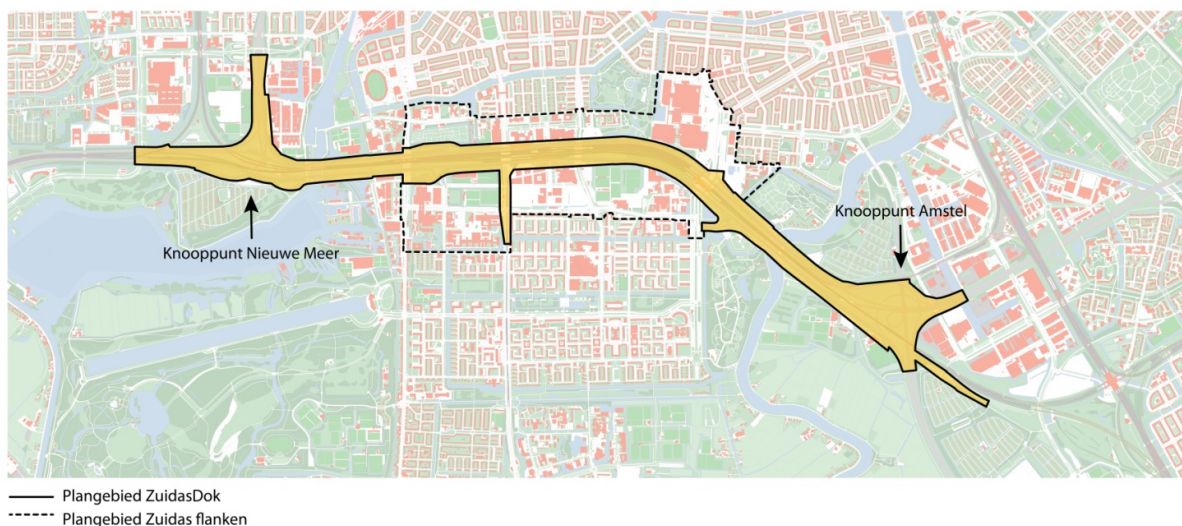 Knooppunt Amstel
Knooppunt Nieuwe Meer
Plangebied ZuidasDok
Plangebied Zuidas flanken